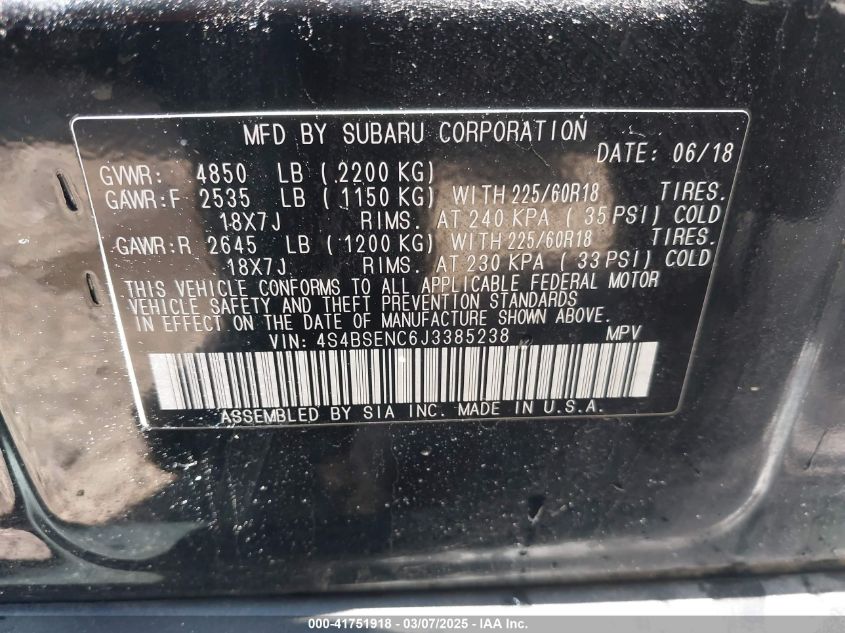 MFD BY SUBARU CORPORATION
DATE: 06/18
GVWR: 4850 LB ( 2200 KG)
GAWR:F 2535 LB ( 1150 KG) WITH 225/60R18 TIRES.
18X7J RIMS. AT 240 KPA ( 35 PSI) COLD
GAWR:R 2645 LB ( 1200 KG) WITH 225/60R18 TIRES.
18X7J RIMS. AT 230 KPA ( 33 PSI) COLD
THIS VEHICLE CONFORMS TO ALL APPLICABLE FEDERAL MOTOR
VEHICLE SAFETY AND THEFT PREVENTION STANDARDS
IN EFFECT ON THE DATE OF MANUFACTURE SHOWN ABOVE.
VIN: 4S4BSENC6J3385238 MPV
ASSEMBLED BY SIA INC. MADE IN U.S.A.
000-41751918 - 03/07/2025 - IAAI Inc.